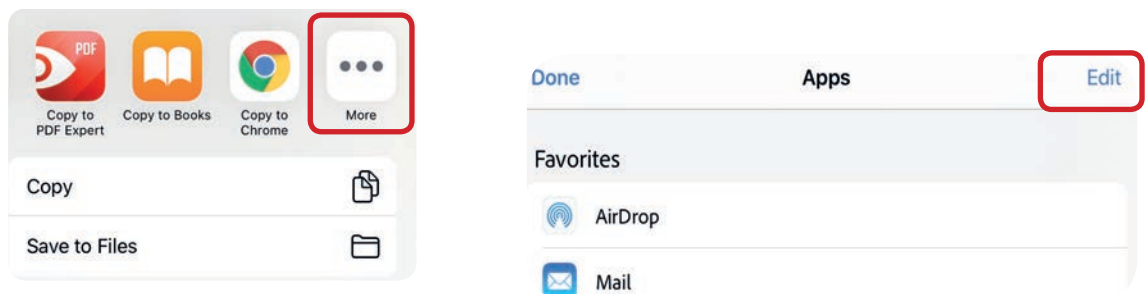 PDF
Copy to
PDF Expert
Copy to Books
Copy to
Chrome
More
Copy
Save to Files
Done
Apps
Edit
Favorites
AirDrop
Mail